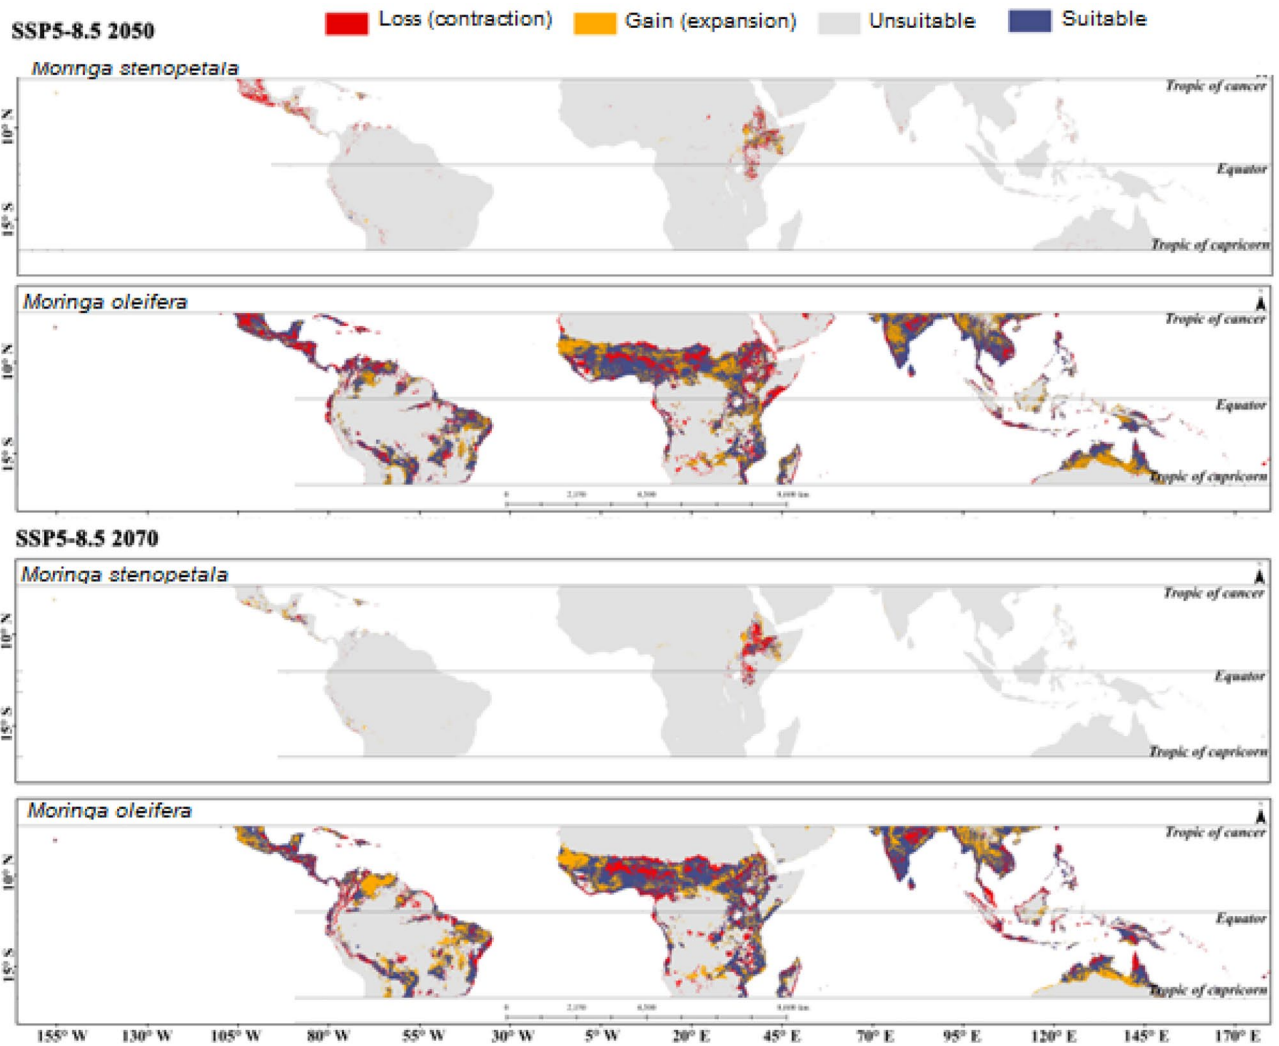 Loss (contraction) Gain (expansion) Unsuitable Suitable
SSP5-8.5 2050
Moringa stenopetala
Tropic of cancer
10° N
Equator
15° S
Tropic of capricorn
Moringa oleifera
Tropic of cancer
10° N
Equator
15° S
Tropic of capricorn
SSP5-8.5 2070
Moringa stenopetala
Tropic of cancer
10° N
Equator
15° S
Tropic of capricorn
Moringa oleifera
Tropic of cancer
10° N
Equator
15° S
Tropic of capricorn
155° W 130° W 105° W 80° W 55° W 30° W 5° W 20° E 45° E 70° E 95° E 120° E 145° E 170° E